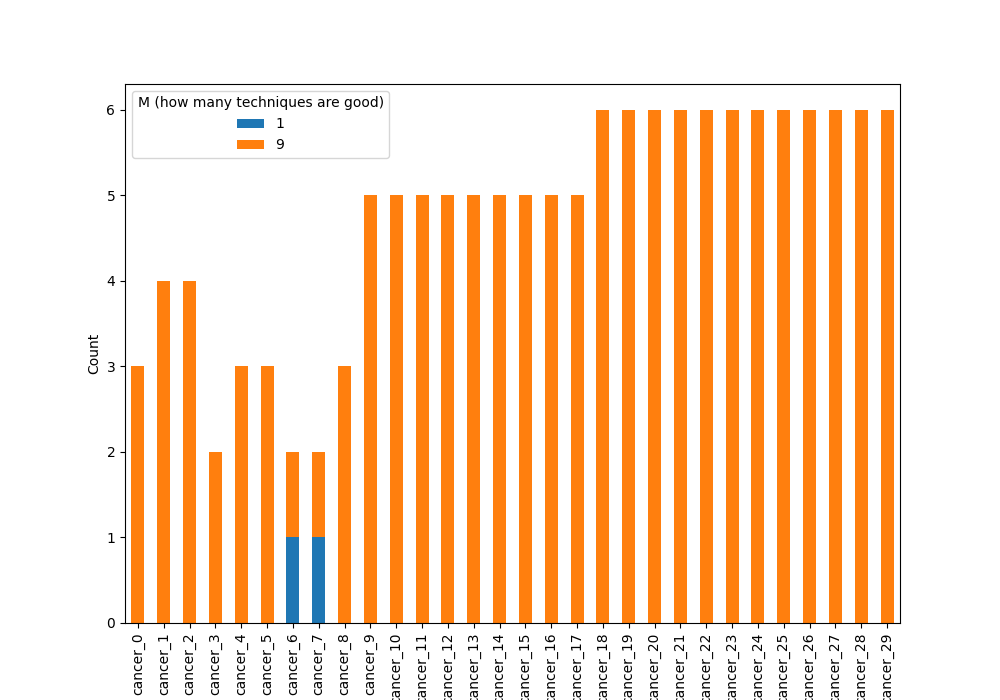 M (how many techniques are good)
1
9
6
5
4
3
2
1
0
Count
cancer_0
cancer_1
cancer_2
cancer_3
cancer_4
cancer_5
cancer_6
cancer_7
cancer_8
cancer_9
cancer_10
cancer_11
cancer_12
cancer_13
cancer_14
cancer_15
cancer_16
cancer_17
cancer_18
cancer_19
cancer_20
cancer_21
cancer_22
cancer_23
cancer_24
cancer_25
cancer_26
cancer_27
cancer_28
cancer_29